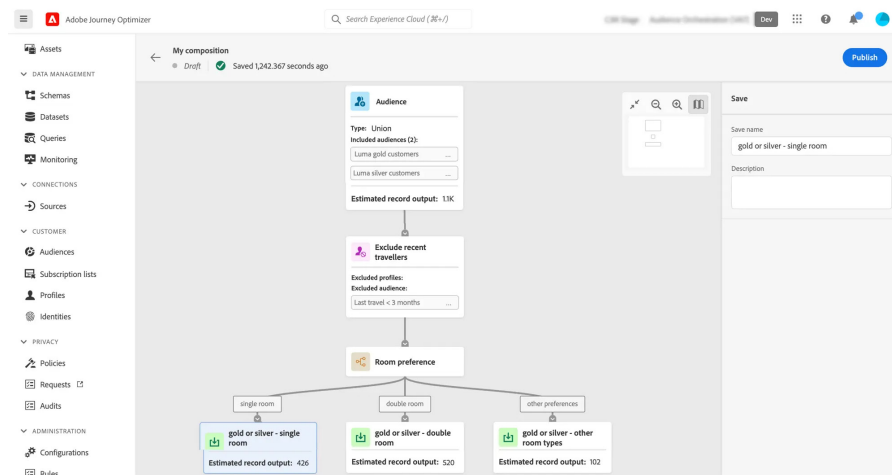 Adobe Journey Optimizer
Search Experience Cloud (⌘+/)
Dev
Assets
DATA MANAGEMENT
Schemas
Datasets
Queries
Monitoring
CONNECTIONS
Sources
CUSTOMER
Audiences
Subscription lists
Profiles
Identities
PRIVACY
Policies
Requests
Audits
ADMINISTRATION
Configurations
Rules
My composition
Draft
Saved 1,242.367 seconds ago
Publish
Audience
Type: Union
Included audiences (2):
Luma gold customers ...
Luma silver customers ...
Estimated record output: 1.1K
Exclude recent
travellers
Excluded profiles:
Excluded audience:
Last travel < 3 months ...
Room preference
single room
double room
other preferences
gold or silver - single
room
Estimated record output: 426
gold or silver - double
room
Estimated record output: 520
gold or silver - other
room types
Estimated record output: 102
Save
Save name
gold or silver - single room
Description